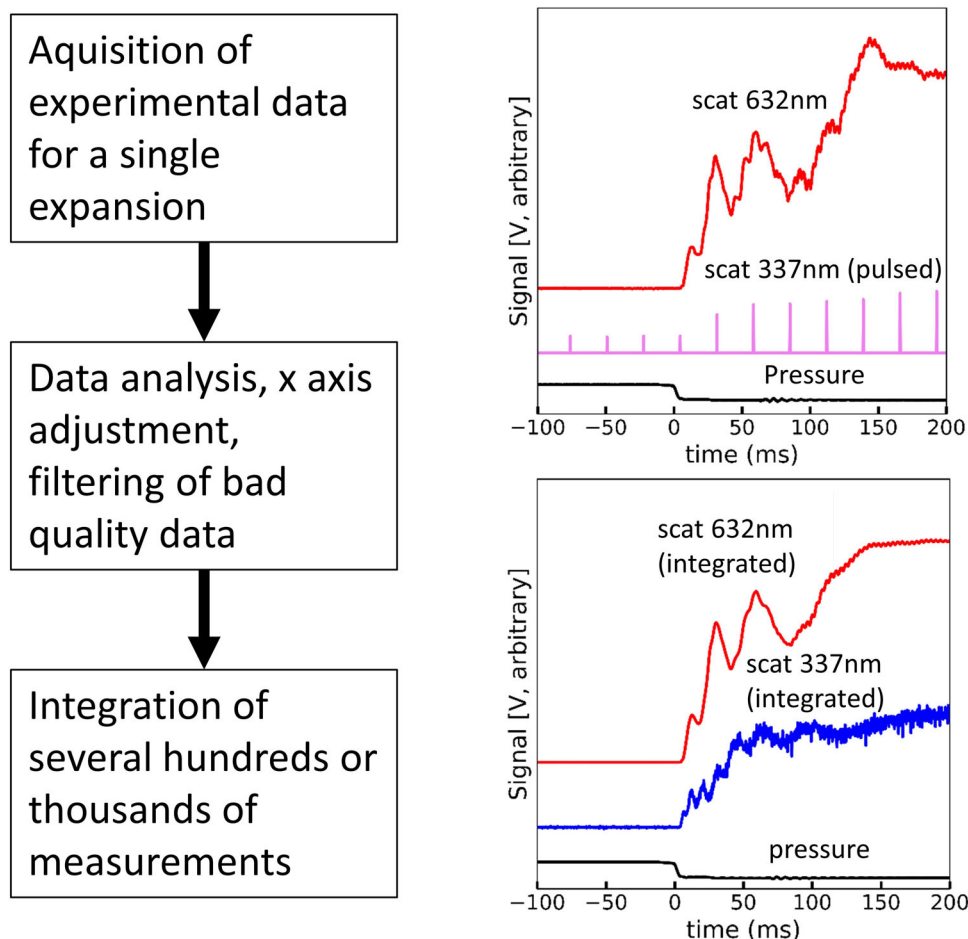 Aquisition of
experimental data
for a single
expansion
Data analysis, x axis
adjustment,
filtering of bad
quality data
Integration of
several hundreds or
thousands of
measurements
Signal [V, arbitrary]
scat 632nm
scat 337nm (pulsed)
Pressure
−100 −50 0 50 100 150 200
time (ms)
Signal [V, arbitrary]
scat 632nm
(integrated)
scat 337nm
(integrated)
pressure
−100 −50 0 50 100 150 200
time (ms)